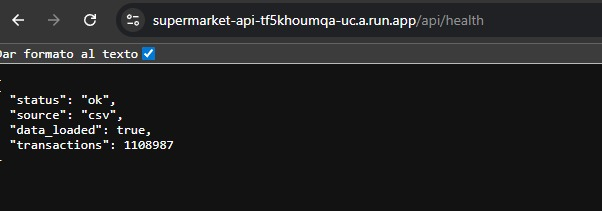 supermarket-api-tf5khoumqa-uc.a.run.app/api/health
Dar formato al texto
{
"status": "ok",
"source": "csv",
"data_loaded": true,
"transactions": 1108987
}